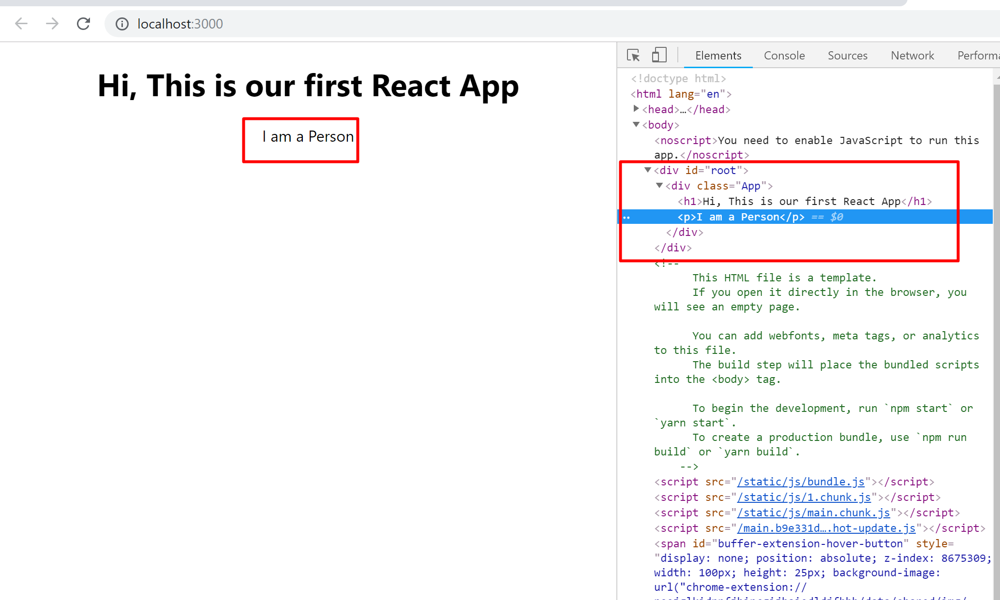 localhost:3000
Elements Console Sources Network Performa
Hi, This is our first React App
I am a Person
<!doctype html>
<html lang="en">
<head>…</head>
<body>
<noscript>You need to enable JavaScript to run this
app.</noscript>
<div id="root">
<div class="App">
<h1>Hi, This is our first React App</h1>
<p>I am a Person</p> == $0
</div>
</div>
<!--
This HTML file is a template.
If you open it directly in the browser, you
will see an empty page.
You can add webfonts, meta tags, or analytics
to this file.
The build step will place the bundled scripts
into the <body> tag.
To begin the development, run `npm start` or
`yarn start`.
To create a production bundle, use `npm run
build` or `yarn build`.
-->
<script src="/static/js/bundle.js"></script>
<script src="/static/js/1.chunk.js"></script>
<script src="/static/js/main.chunk.js"></script>
<script src="/main.b9e331d….hot-update.js"></script>
<span id="buffer-extension-hover-button" style=
"display: none; position: absolute; z-index: 8675309;
width: 100px; height: 25px; background-image:
url("chrome-extension://